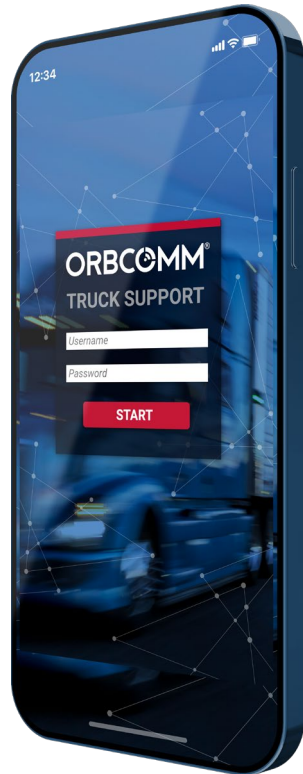 12:34
ORBCOMM®
TRUCK SUPPORT
Username
Password
START